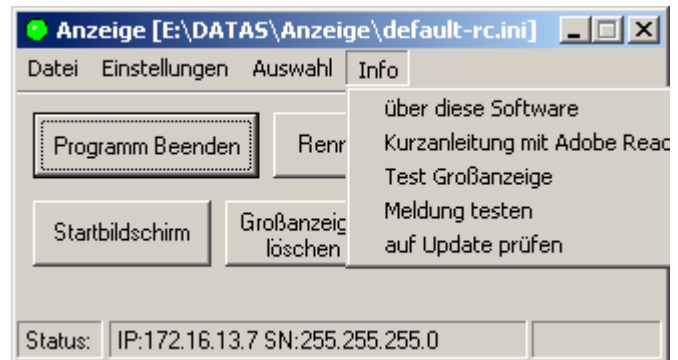 Anzeige [E:\DATAS\Anzeige\default-rc.ini]
Datei Einstellungen Auswahl Info
über diese Software
Kurzanleitung mit Adobe
Test Großanzeige
Meldung testen
auf Update prüfen
Programm Beenden
Startbildschirm
löschen
Status: IP:172.16.13.7 SN:255.255.255.0